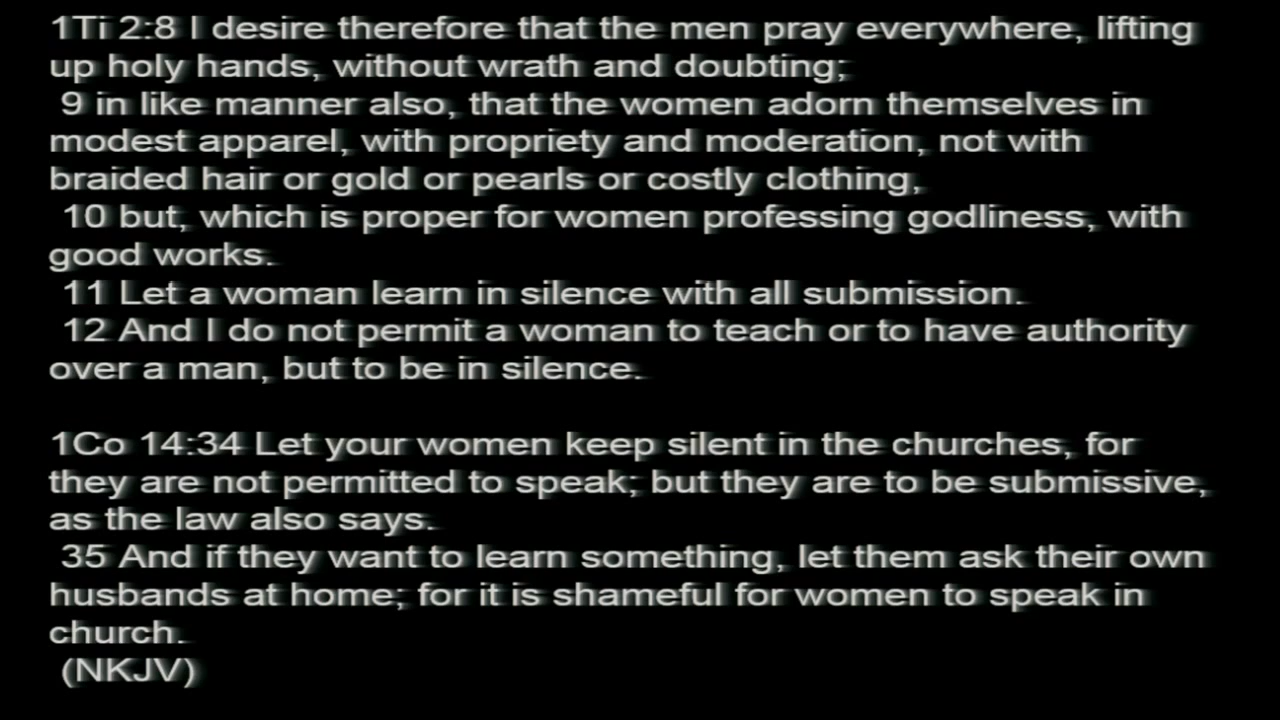 1Ti 2:8 I desire therefore that the men pray everywhere, lifting
up holy hands, without wrath and doubting;
9 in like manner also, that the women adorn themselves in
modest apparel, with propriety and moderation, not with
braided hair or gold or pearls or costly clothing,
10 but, which is proper for women professing godliness, with
good works.
11 Let a woman learn in silence with all submission.
12 And I do not permit a woman to teach or to have authority
over a man, but to be in silence.
1Co 14:34 Let your women keep silent in the churches, for
they are not permitted to speak; but they are to be submissive,
as the law also says.
35 And if they want to learn something, let them ask their own
husbands at home; for it is shameful for women to speak in
church.
(NKJV)